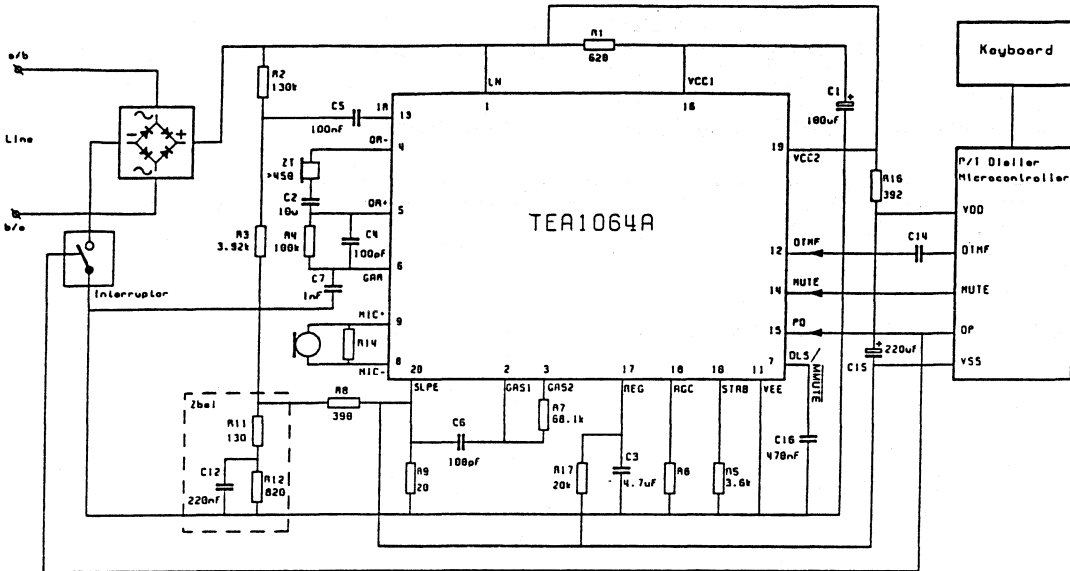 a/b
Line
b/a
Interruptor
R2
130k
R3
3.92k
C5
100nF
IR
13
QR-
4
ZT
>450
C2
10u
QR+
5
R4
100k
C4
100pF
6
GAR
C7
1nF
MIC+
9
R14
8
MIC-
LN
1
R1
620
VCC1
16
C1
+
100uF
19
VCC2
R16
392
TEA1064A
Keyboard
P/T Dialler
Microcontroller
VDD
C14
DTMF
12
DTMF
14
MUTE
MUTE
15
PD
DP
7
DLS/MMUTE
C15
+
220uF
VSS
20
SLPE
2
GAS1
3
GAS2
17
REG
18
AGC
10
STAB
11
VEE
Zbal
R11
130
C12
220nF
R12
820
R8
390
C6
100pF
R7
68.1k
R9
20
R17
20k
C3
4.7uF
R6
R5
3.6k
C16
470nF